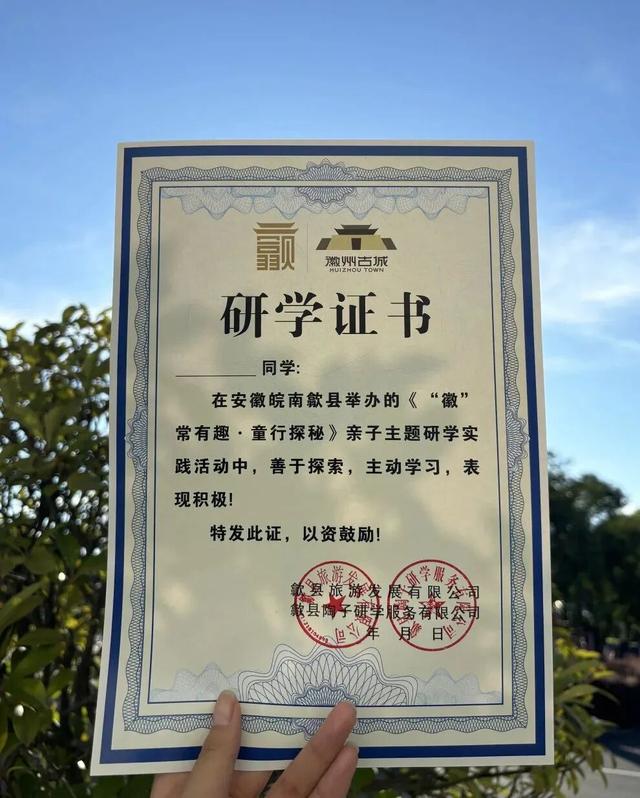 歙
徽州古城
HUIZHOU TOWN
研学证书
________ 同学:
在安徽皖南歙县举办的《“徽”
常有趣·童行探秘》亲子主题研学实
践活动中，善于探索，主动学习，表
现积极!
特发此证，以资鼓励!
歙县旅游发展有限公司
歙县陶子研学服务有限公司
年 月 日